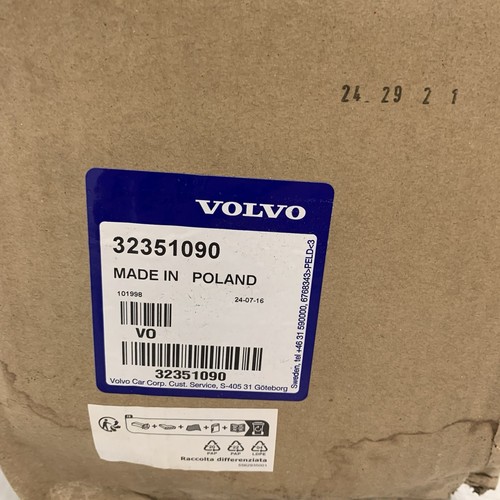 24 29 2 1
VOLVO
32351090
MADE IN POLAND
101998
24-07-16
VO
32351090
Volvo Car Corp. Cust. Service, S-405 31 Göteborg
Sweden, tel +46 31 590000, 6768343>PELD<3
PAP
PAP
LDPE
Raccolta differenziata